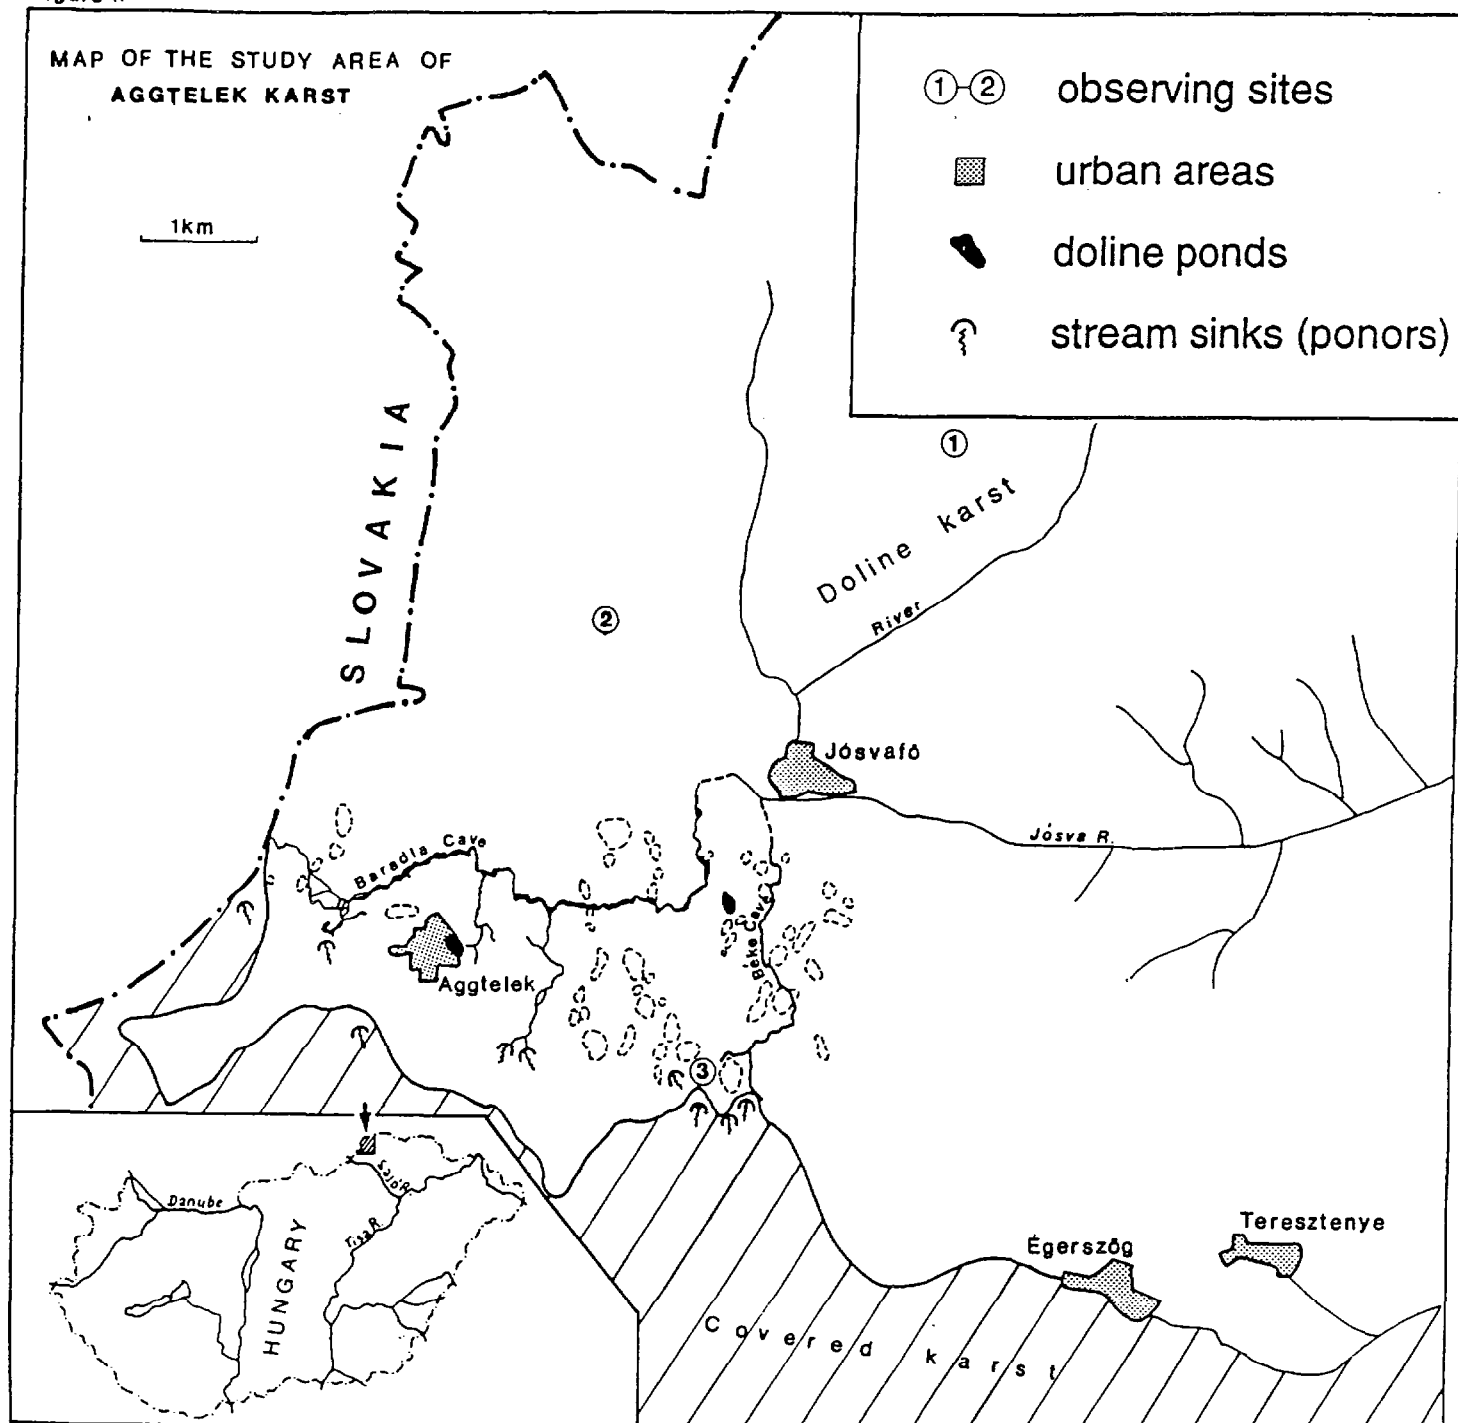 MAP OF THE STUDY AREA OF
AGGTELEK KARST
1km
①-② observing sites
urban areas
doline ponds
stream sinks (ponors)
SLOVAKIA
①
Doline karst
River
②
Jósvafő
Jósva R.
Baradla Cave
Béke Cave
Aggtelek
③
Danube
Sajó R.
Tisa R.
HUNGARY
Égerszög
Teresztenye
Covered karst